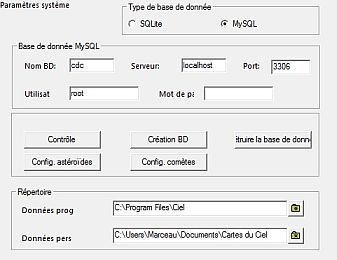 Paramètres système
Type de base de donnée
SQLite MySQL
Base de donnée MySQL
Nom BD: cdc Serveur: localhost Port: 3306
Utilisat root Mot de pa
Contrôle Création BD truire la base de donn
Config. astéroïdes Config. comètes
Répertoire
Données prog C:\Program Files\Ciel
Données pers C:\Users\Marceau\Documents\Cartes du Ciel